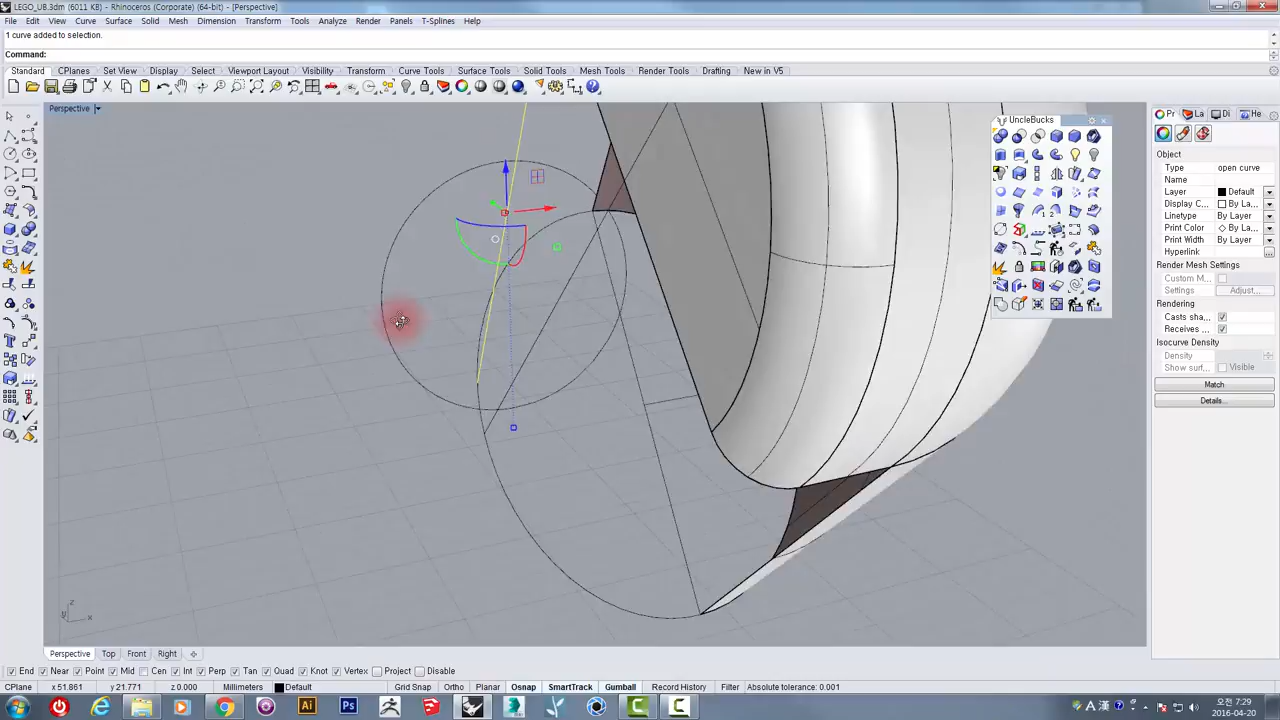 LEGO_UB.3dm (6011 KB) - Rhinoceros (Corporate) (64-bit) - [Perspective]
File Edit View Curve Surface Solid Mesh Dimension Transform Tools Analyze Render Panels T-Splines Help
1 curve added to selection.
Command:
Standard CPlanes Set View Display Select Viewport Layout Visibility Transform Curve Tools Surface Tools Solid Tools Mesh Tools Render Tools Drafting New in V5
Perspective
UncleBucks
Pr La Di He
Object
Type open curve
Name
Layer Default
Display C... By La...
Linetype By Layer
Print Color By La...
Print Width By Layer
Hyperlink ...
Render Mesh Settings
Custom M...
Settings Adjust...
Rendering
Casts sha...
Receives ...
Isocurve Density
Density
Show surf... Visible
Match
Details...
z
y x
Perspective Top Front Right
End Near Point Mid Cen Int Perp Tan Quad Knot Vertex Project Disable
CPlane x 51.861 y 21.771 z 0.000 Millimeters Default Grid Snap Ortho Planar Osnap SmartTrack Gumball Record History Filter Absolute tolerance: 0.001
Ai Ps A 漢 오전 7:29
2016-04-20